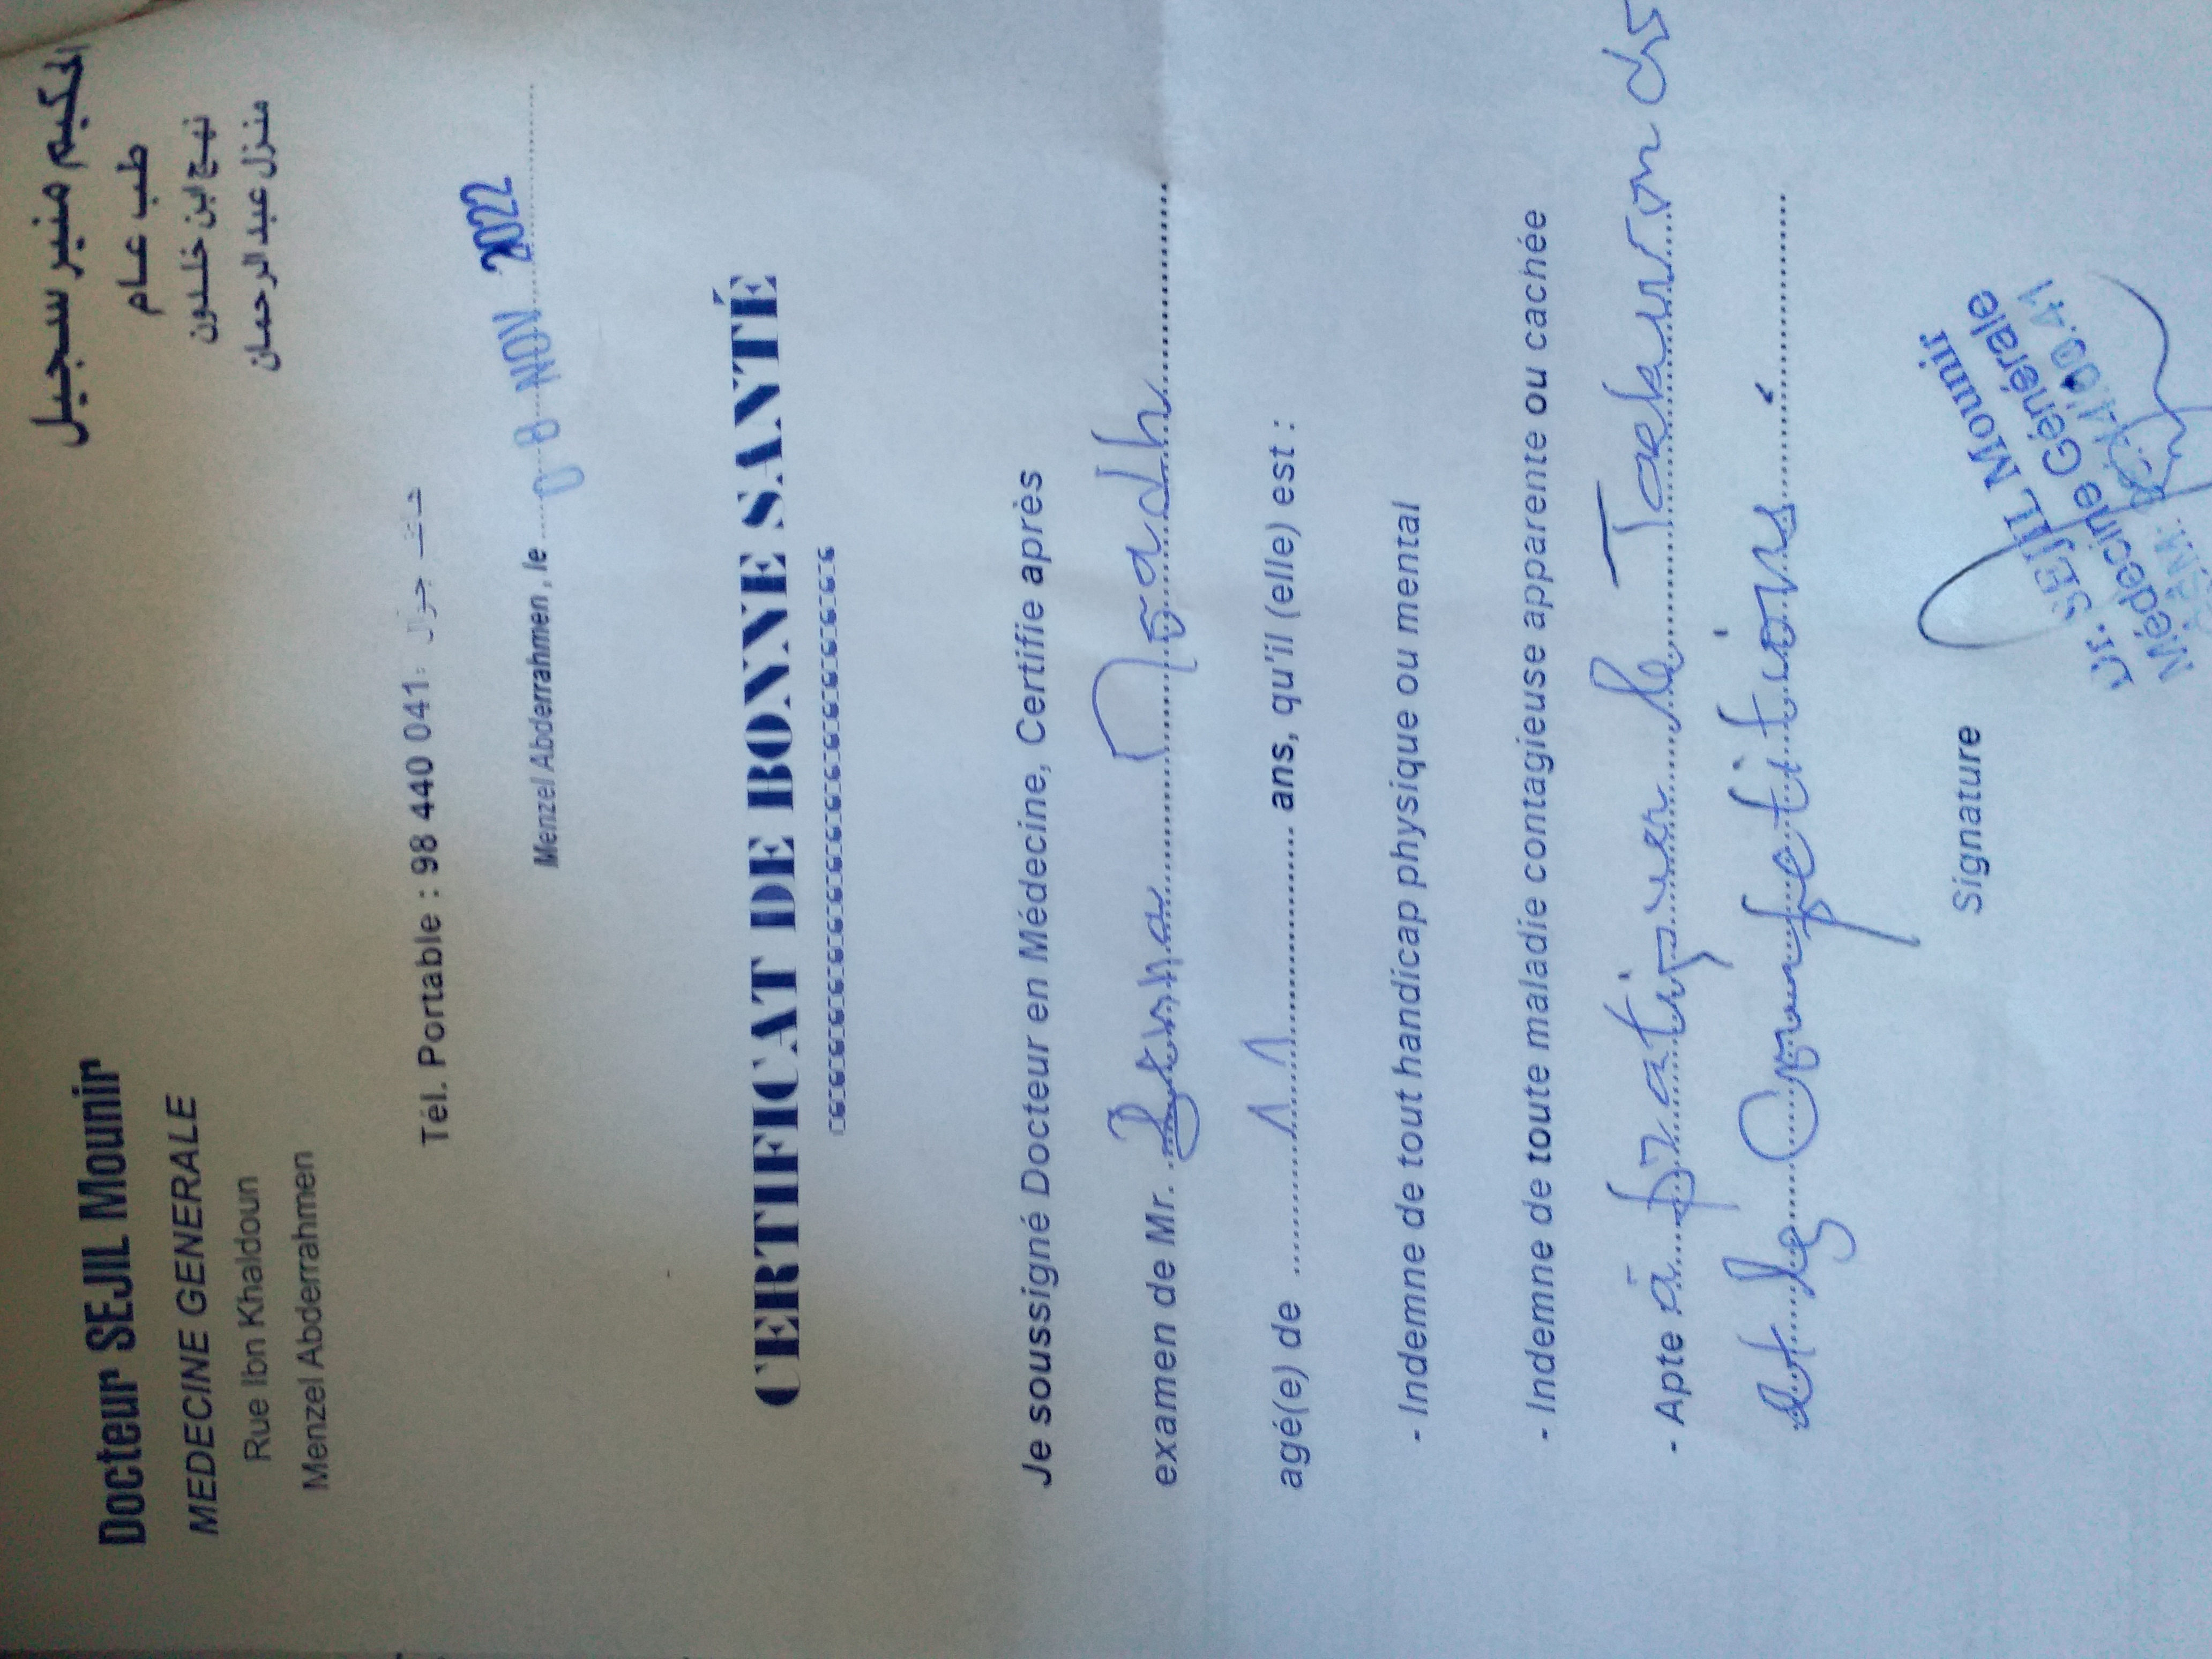 Docteur SEJIL Mounir
MEDECINE GENERALE
Rue Ibn Khaldoun
Menzel Abderrahmen
الحكيم منير سجيل
طب عام
نهج ابن خلدون
منزل عبد الرحمان
Tél. Portable : 98 440 041
Menzel Abderrahmen , le 08 NOV 2022
CERTIFICAT DE BONNE SANTÉ
Je soussigné Docteur en Médecine, Certifie après
examen de Mr.
agé(e) de 11 ans, qu'il (elle) est :
- Indemne de tout handicap physique ou mental
- Indemne de toute maladie contagieuse apparente ou cachée
- Apte à pratiquer le Taekwondo
et les Compétitions.
Signature
Dr. SEJIL Mounir
Médecine Générale